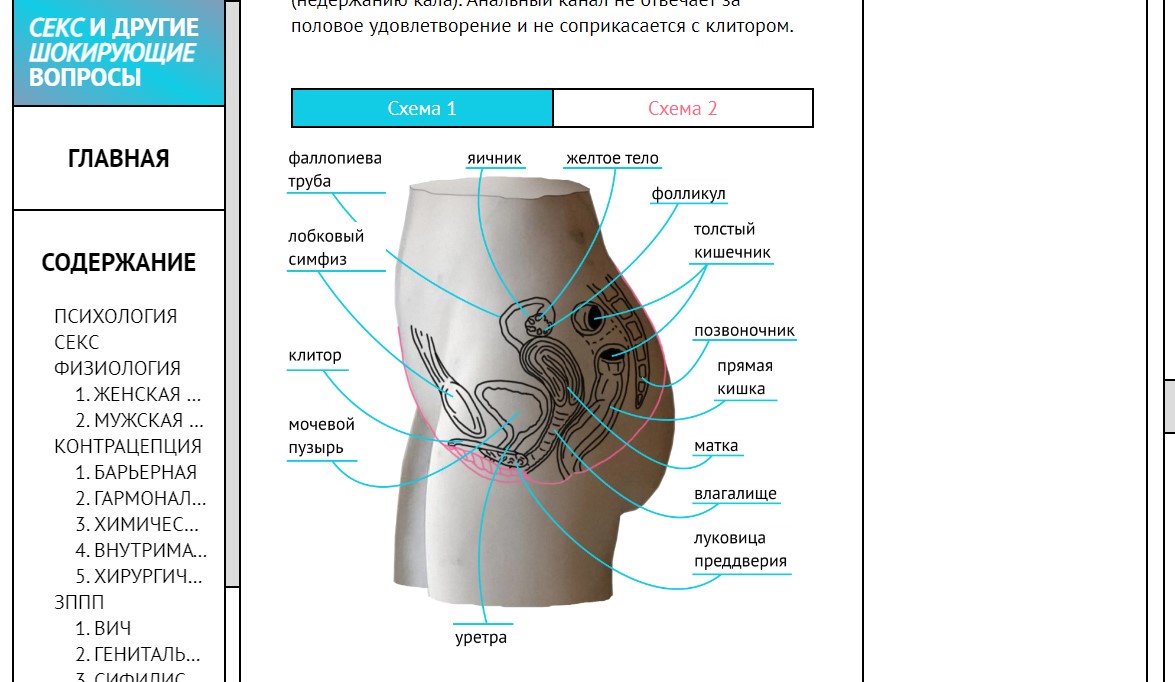 СЕКС И ДРУГИЕ
ШОКИРУЮЩИЕ
ВОПРОСЫ
ГЛАВНАЯ
СОДЕРЖАНИЕ
ПСИХОЛОГИЯ
СЕКС
ФИЗИОЛОГИЯ
1. ЖЕНСКАЯ ...
2. МУЖСКАЯ ...
КОНТРАЦЕПЦИЯ
1. БАРЬЕРНАЯ
2. ГАРМОНАЛ...
3. ХИМИЧЕС...
4. ВНУТРИМА...
5. ХИРУРГИЧ...
ЗППП
1. ВИЧ
2. ГЕНИТАЛЬ...
3. СИФИЛИС
(недержанию кала). Анальный канал не отвечает за
половое удовлетворение и не соприкасается с клитором.
Схема 1
Схема 2
фаллопиева
труба
яичник
желтое тело
фолликул
лобковый
симфиз
толстый
кишечник
клитор
позвоночник
прямая
кишка
мочевой
пузырь
матка
влагалище
луковица
преддверия
уретра